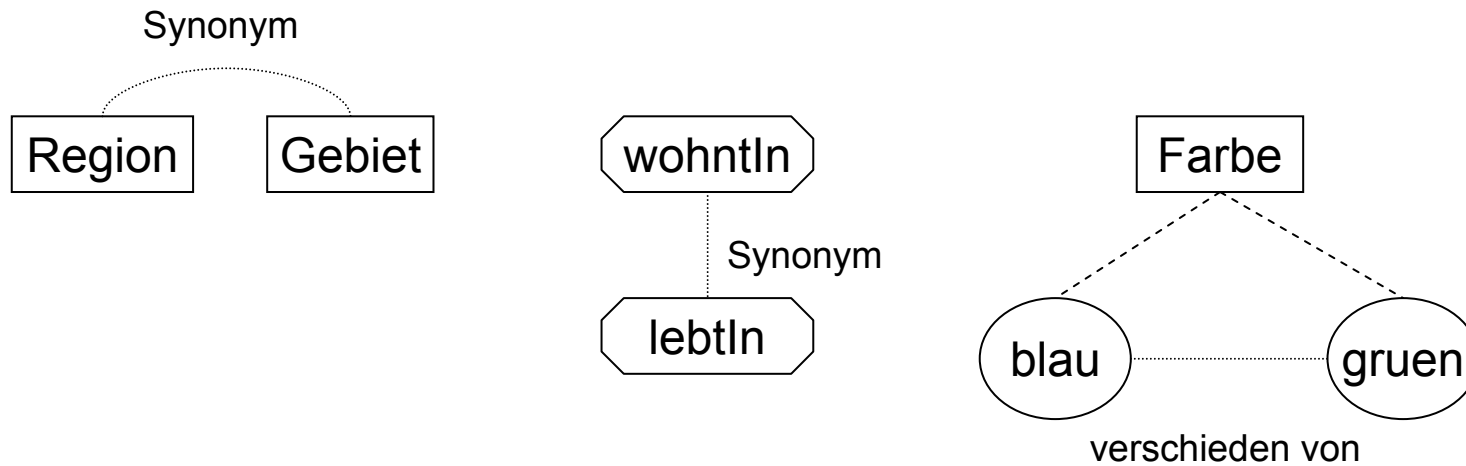 Synonym
Region
Gebiet
wohntIn
Synonym
lebtIn
Farbe
blau
gruen
verschieden von